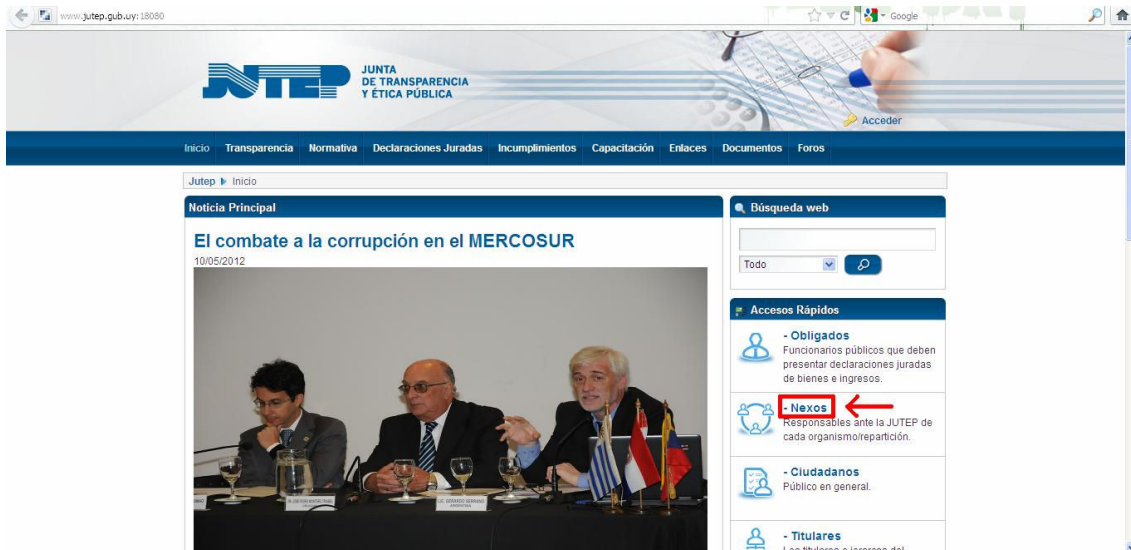 www.jutep.gub.uy:18080
Google
JUTEP
JUNTA
DE TRANSPARENCIA
Y ÉTICA PÚBLICA
Acceder
Inicio Transparencia Normativa Declaraciones Juradas Incumplimientos Capacitación Enlaces Documentos Foros
Jutep Inicio
Noticia Principal
El combate a la corrupción en el MERCOSUR
10/05/2012
Búsqueda web
Todo
Accesos Rápidos
- Obligados
Funcionarios públicos que deben
presentar declaraciones juradas
de bienes e ingresos.
- Nexos
Responsables ante la JUTEP de
cada organismo/repartición.
- Ciudadanos
Público en general.
- Titulares